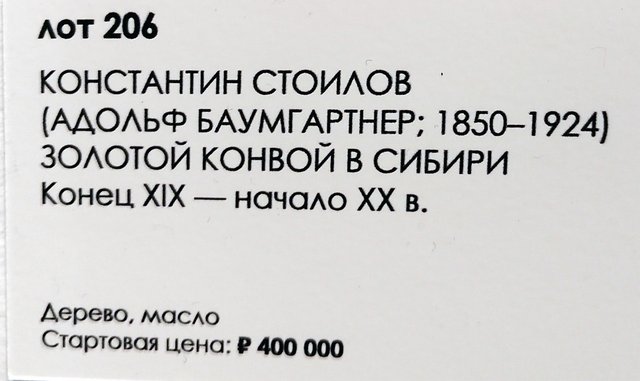 ЛОТ 206
КОНСТАНТИН СТОИЛОВ
(АДОЛЬФ БАУМГАРТНЕР; 1850–1924)
ЗОЛОТОЙ КОНВОЙ В СИБИРИ
Конец XIX — начало XX в.
Дерево, масло
Стартовая цена: ₽ 400 000